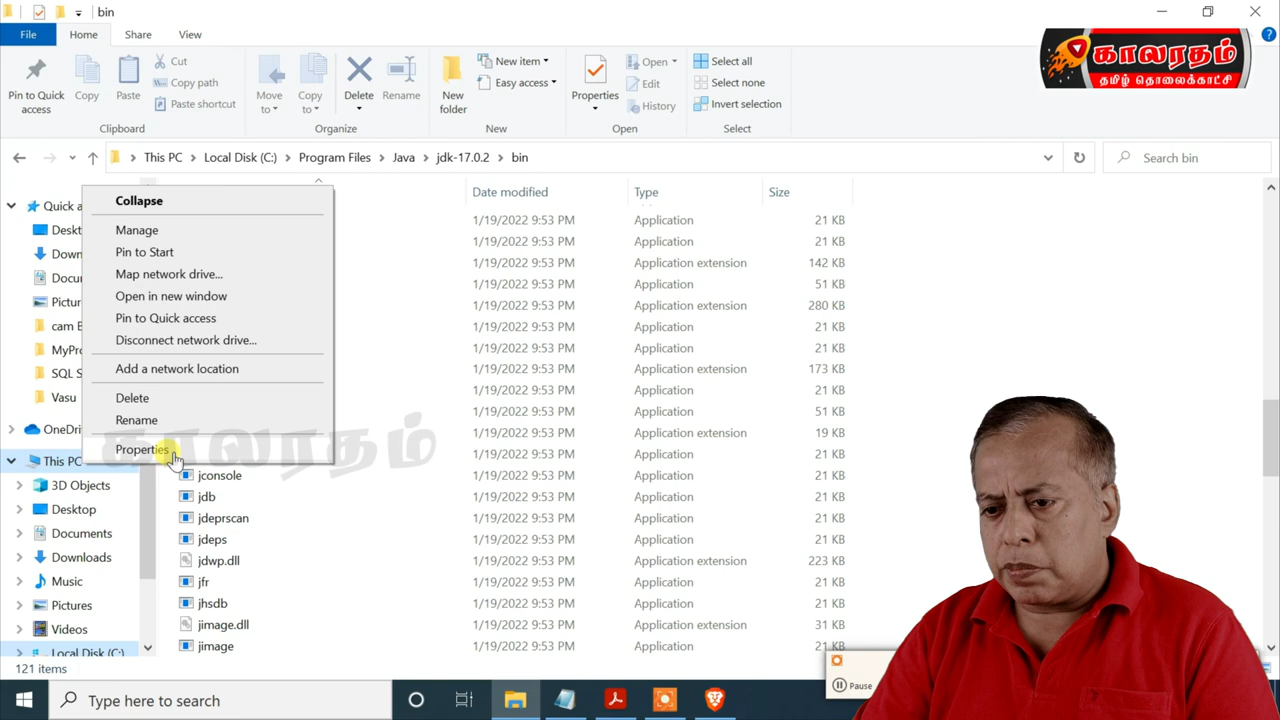 bin
File Home Share View
காலரதம்
தமிழ் தொலைக்காட்சி
Pin to Quick access
Copy
Paste
Cut
Copy path
Paste shortcut
Clipboard
Move to
Copy to
Delete
Rename
Organize
New folder
New item
Easy access
New
Properties
Open
Edit
History
Open
Select all
Select none
Invert selection
Select
This PC > Local Disk (C:) > Program Files > Java > jdk-17.0.2 > bin
Search bin
Date modified Type Size
Quick a
Deskt
Down
Docu
Pictur
cam B
MyPr
SQL S
Vasu
OneDri
This PC
3D Objects
Desktop
Documents
Downloads
Music
Pictures
Videos
Local Disk (C:)
Collapse
Manage
Pin to Start
Map network drive...
Open in new window
Pin to Quick access
Disconnect network drive...
Add a network location
Delete
Rename
Properties
காலரதம்
1/19/2022 9:53 PM Application 21 KB
1/19/2022 9:53 PM Application 21 KB
1/19/2022 9:53 PM Application extension 142 KB
1/19/2022 9:53 PM Application 51 KB
1/19/2022 9:53 PM Application extension 280 KB
1/19/2022 9:53 PM Application 21 KB
1/19/2022 9:53 PM Application 21 KB
1/19/2022 9:53 PM Application extension 173 KB
1/19/2022 9:53 PM Application 21 KB
1/19/2022 9:53 PM Application 51 KB
1/19/2022 9:53 PM Application extension 19 KB
1/19/2022 9:53 PM Application 21 KB
jconsole 1/19/2022 9:53 PM Application 21 KB
jdb 1/19/2022 9:53 PM Application 21 KB
jdeprscan 1/19/2022 9:53 PM Application 21 KB
jdeps 1/19/2022 9:53 PM Application 21 KB
jdwp.dll 1/19/2022 9:53 PM Application extension 223 KB
jfr 1/19/2022 9:53 PM Application 21 KB
jhsdb 1/19/2022 9:53 PM Application 21 KB
jimage.dll 1/19/2022 9:53 PM Application extension 31 KB
jimage 1/19/2022 9:53 PM Application 21 KB
121 items
Pause
Type here to search